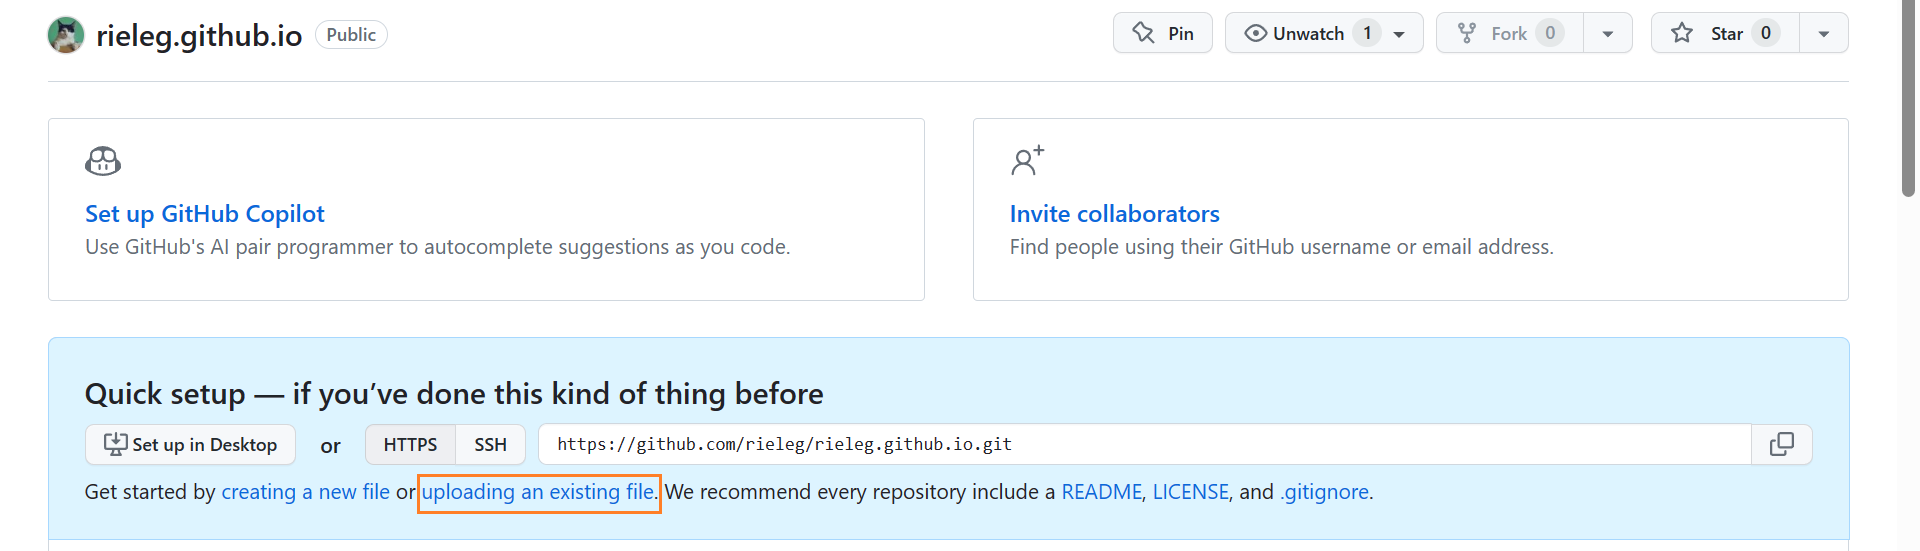 rieleg.github.io Public Pin Unwatch 1 Fork 0 Star 0
Set up GitHub Copilot
Use GitHub's AI pair programmer to autocomplete suggestions as you code.
Invite collaborators
Find people using their GitHub username or email address.
Quick setup — if you’ve done this kind of thing before
Set up in Desktop or HTTPS SSH https://github.com/rieleg/rieleg.github.io.git
Get started by creating a new file or uploading an existing file. We recommend every repository include a README, LICENSE, and .gitignore.